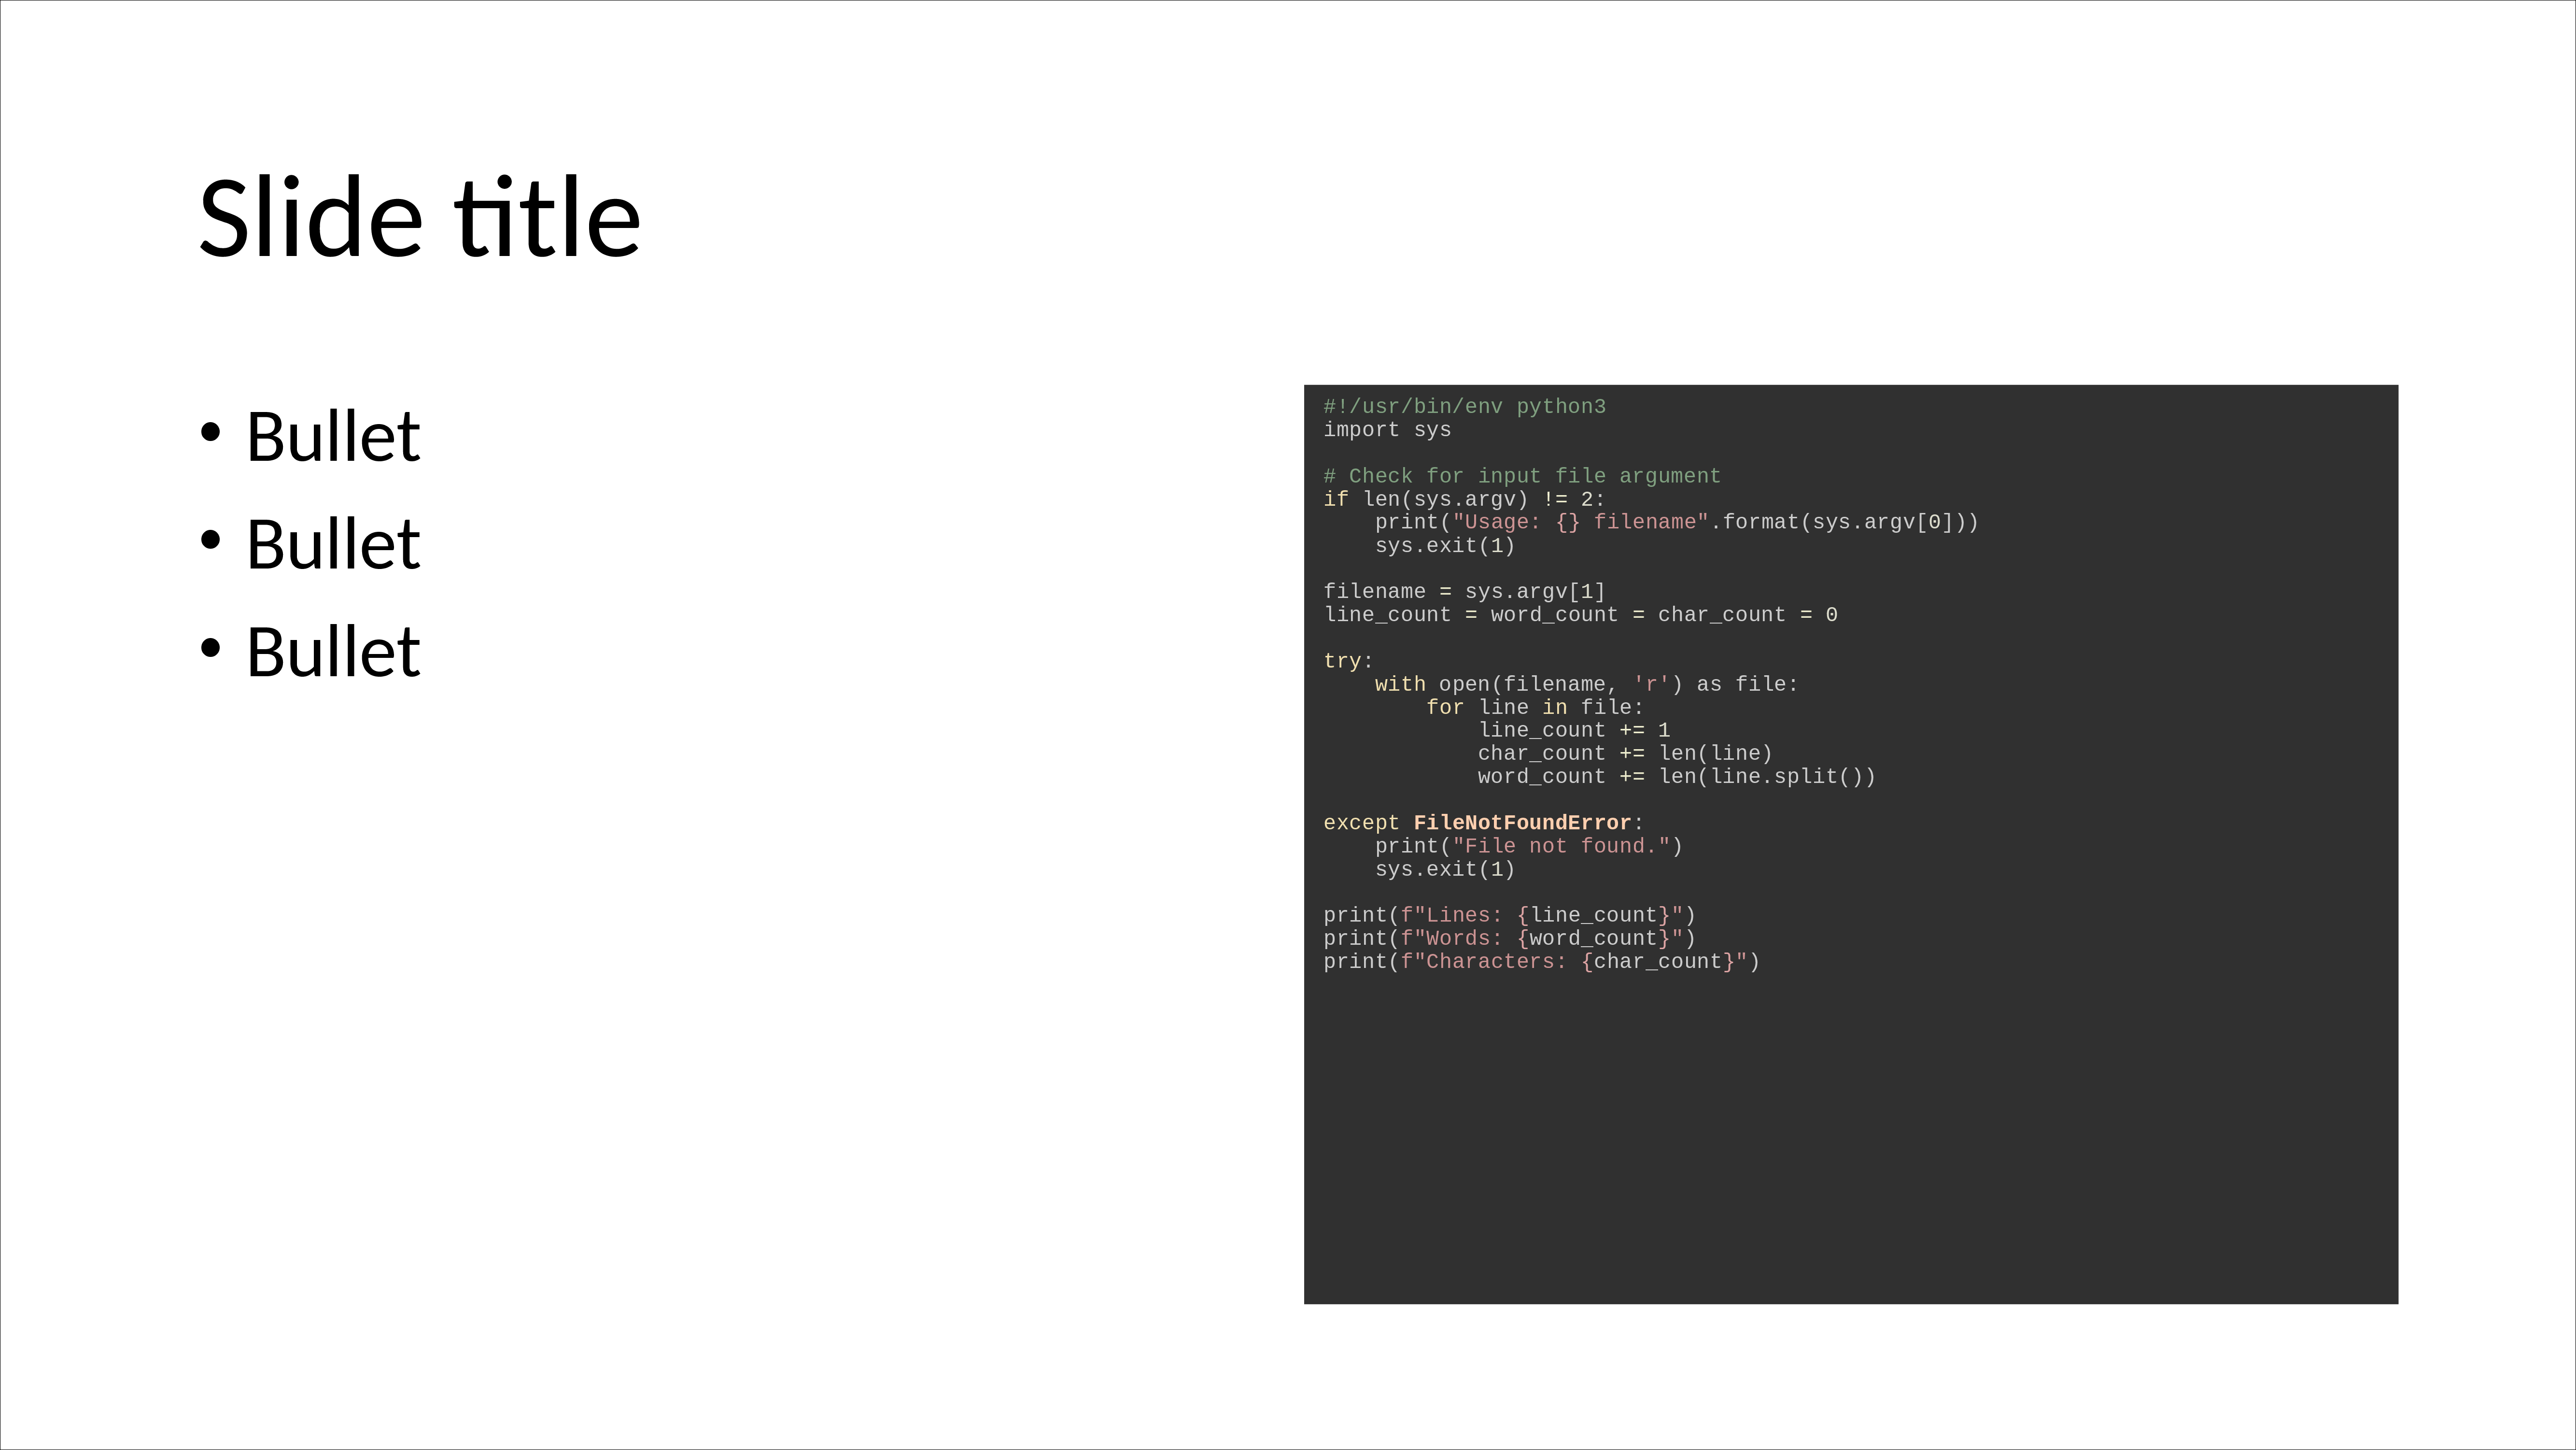 Slide title
• Bullet
• Bullet
• Bullet
#!/usr/bin/env python3
import sys

# Check for input file argument
if len(sys.argv) != 2:
    print("Usage: {} filename".format(sys.argv[0]))
    sys.exit(1)

filename = sys.argv[1]
line_count = word_count = char_count = 0

try:
    with open(filename, 'r') as file:
        for line in file:
            line_count += 1
            char_count += len(line)
            word_count += len(line.split())

except FileNotFoundError:
    print("File not found.")
    sys.exit(1)

print(f"Lines: {line_count}")
print(f"Words: {word_count}")
print(f"Characters: {char_count}")